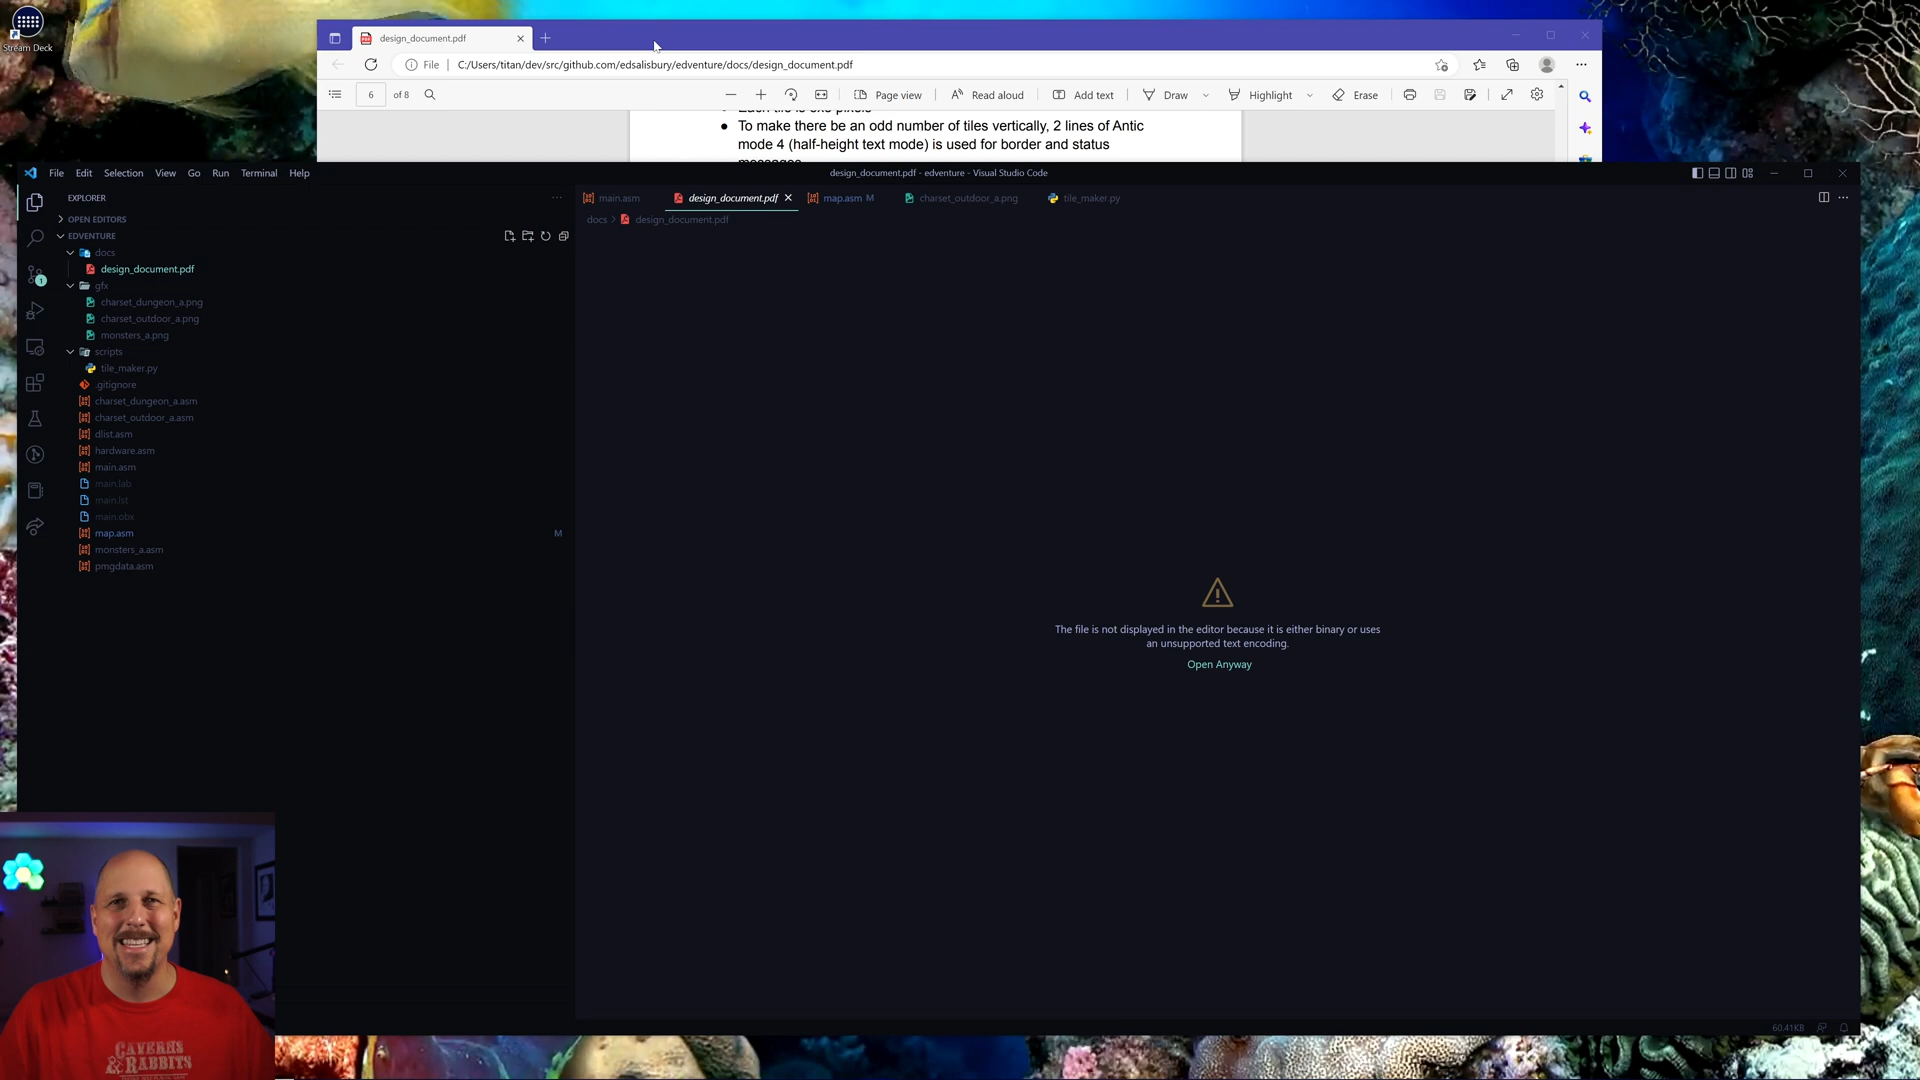 Stream Deck
design_document.pdf
File C:/Users/titan/dev/src/github.com/edsalisbury/edventure/docs/design_document.pdf
6 of 8 Page view Read aloud Add text Draw Highlight Erase
● To make there be an odd number of tiles vertically, 2 lines of Antic
mode 4 (half-height text mode) is used for border and status
File Edit Selection View Go Run Terminal Help
design_document.pdf - edventure - Visual Studio Code
EXPLORER
OPEN EDITORS
EDVENTURE
docs
design_document.pdf
gfx
charset_dungeon_a.png
charset_outdoor_a.png
monsters_a.png
scripts
tile_maker.py
.gitignore
charset_dungeon_a.asm
charset_outdoor_a.asm
dlist.asm
hardware.asm
main.asm
main.lab
main.lst
main.obx
map.asm M
monsters_a.asm
pmgdata.asm
1
main.asm design_document.pdf map.asm M charset_outdoor_a.png tile_maker.py
docs > design_document.pdf
The file is not displayed in the editor because it is either binary or uses
an unsupported text encoding.
Open Anyway
60.41KB
CAVERNS
& RABBITS